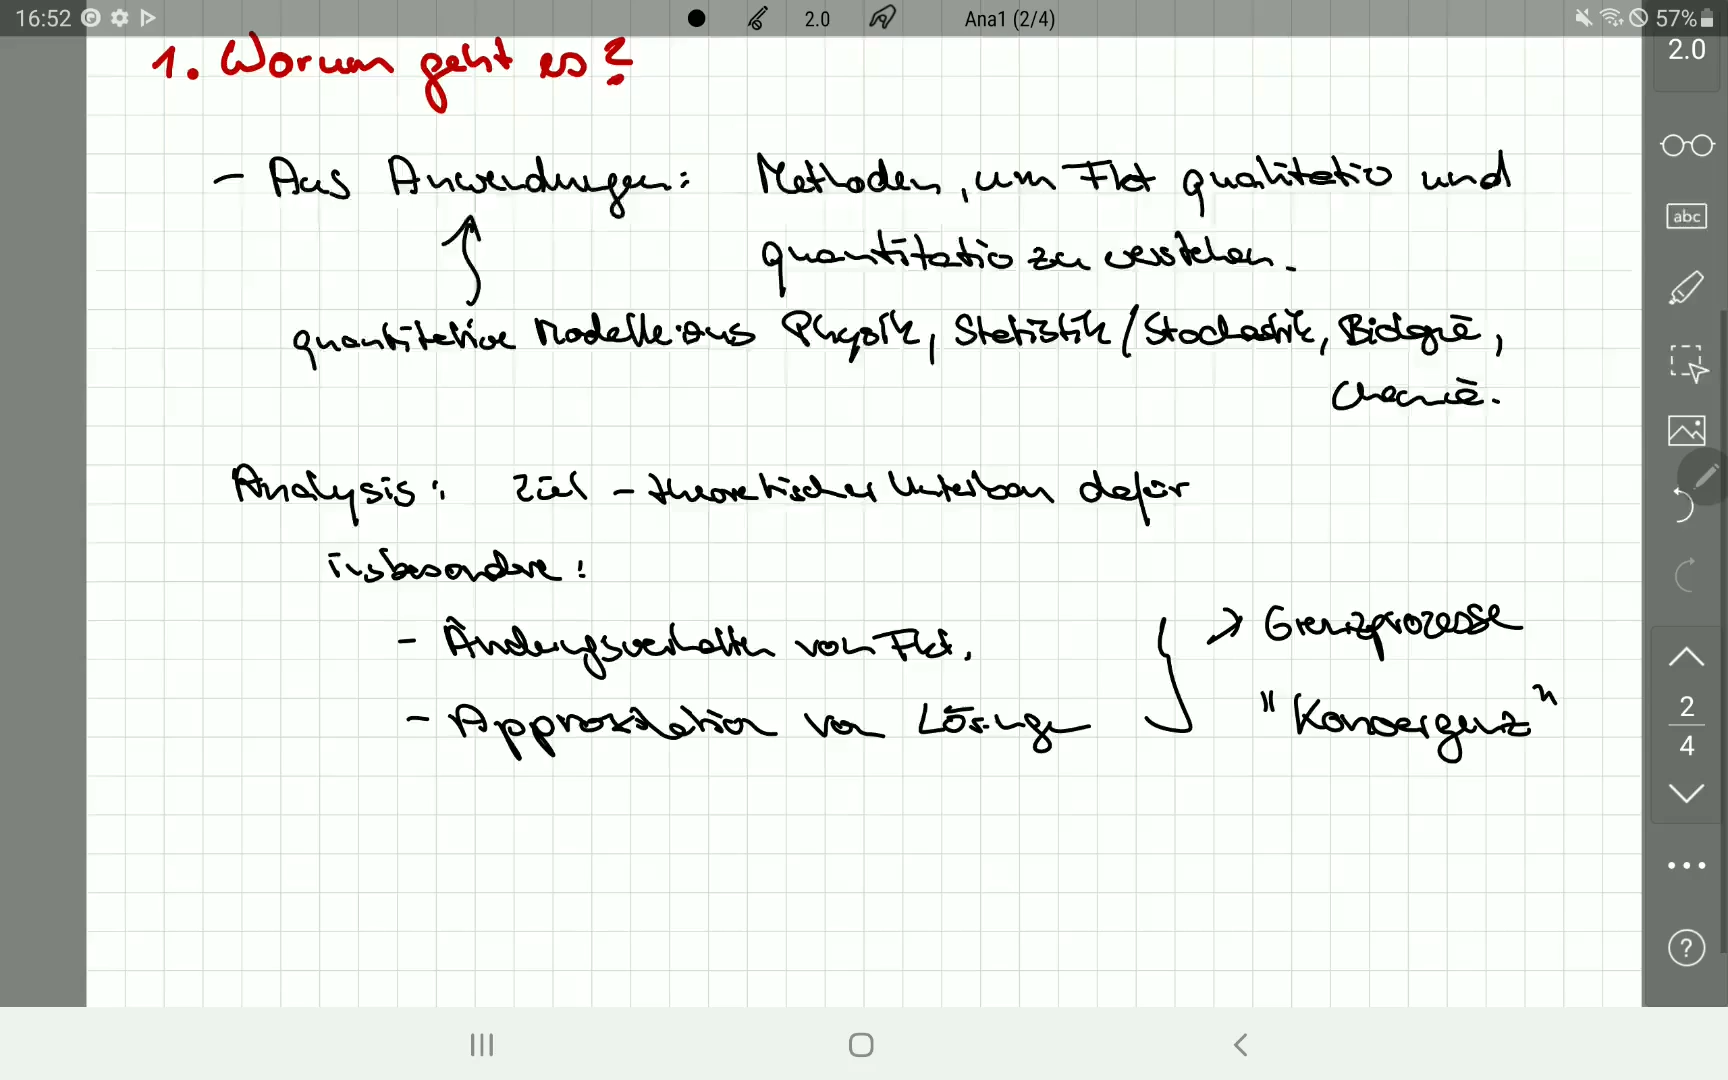 16:52
2.0
Ana1 (2/4)
57%
2.0
1. Worum geht es?
- Aus Anwendungen: Methoden, um Fkt qualitativ und
quantitativ zu verstehen.
quantitative Modelle aus Physik, Statistik/Stochastik, Biologie,
Chemie.
abc
Analysis: Ziel - theoretischer Unterbau dafür
insbesondere:
- Änderungsverhalten von Fkt.
- Approximation von Lösungen
→ Grenzprozesse
"Konvergenz"
2
4
?